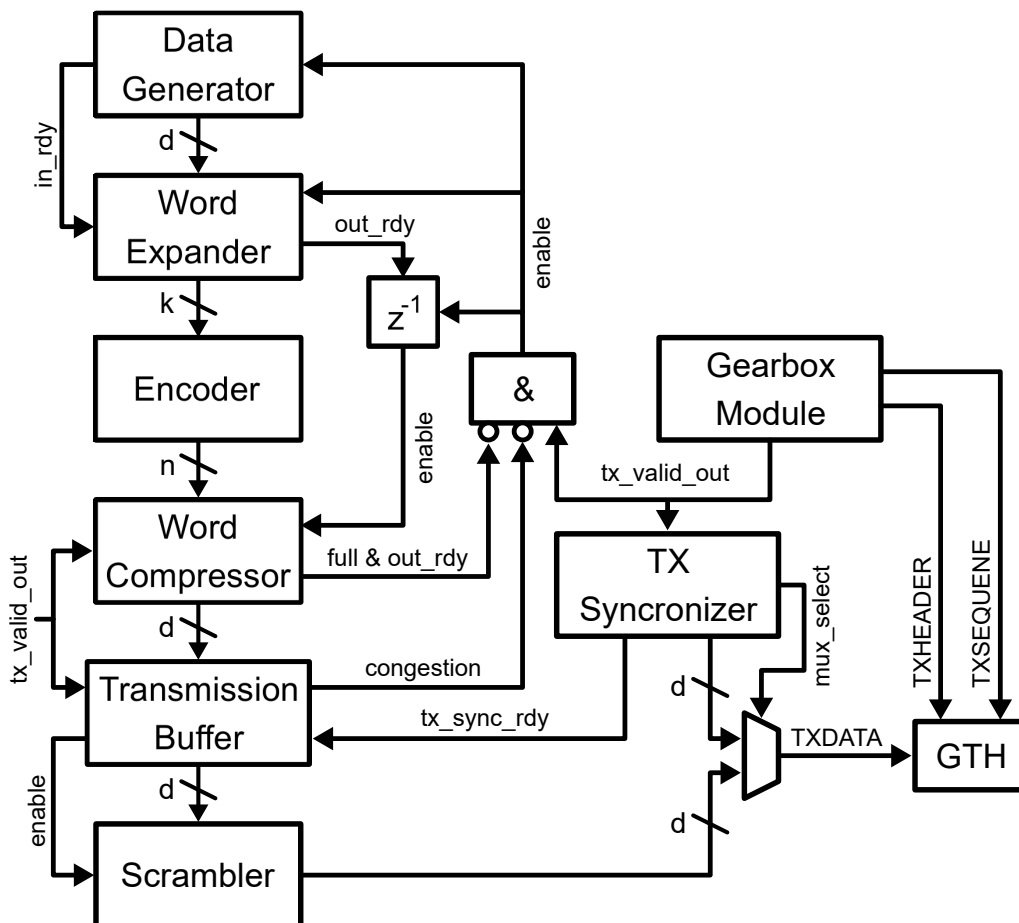 Data
Generator
in_rdy
d
Word
Expander
out_rdy
enable
k
z⁻¹
Encoder
&
Gearbox
Module
n
enable
tx_valid_out
Word
Compressor
full & out_rdy
TX
Syncronizer
tx_valid_out
d
mux_select
TXHEADER
TXSEQUENE
Transmission
Buffer
congestion
tx_sync_rdy
d
TXDATA
GTH
enable
d
d
Scrambler